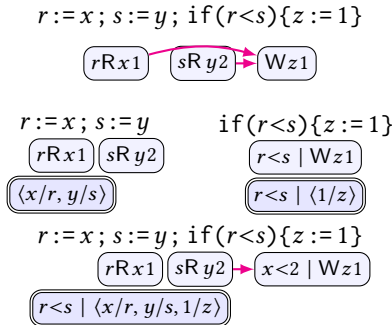 r := x ; s := y ; if(r<s){z := 1}
rRx1 sRy2 Wz1
r := x ; s := y if(r<s){z := 1}
rRx1 sRy2 r<s | Wz1
⟨x/r, y/s⟩ r<s | ⟨1/z⟩
r := x ; s := y ; if(r<s){z := 1}
rRx1 sRy2 x<2 | Wz1
r<s | ⟨x/r, y/s, 1/z⟩